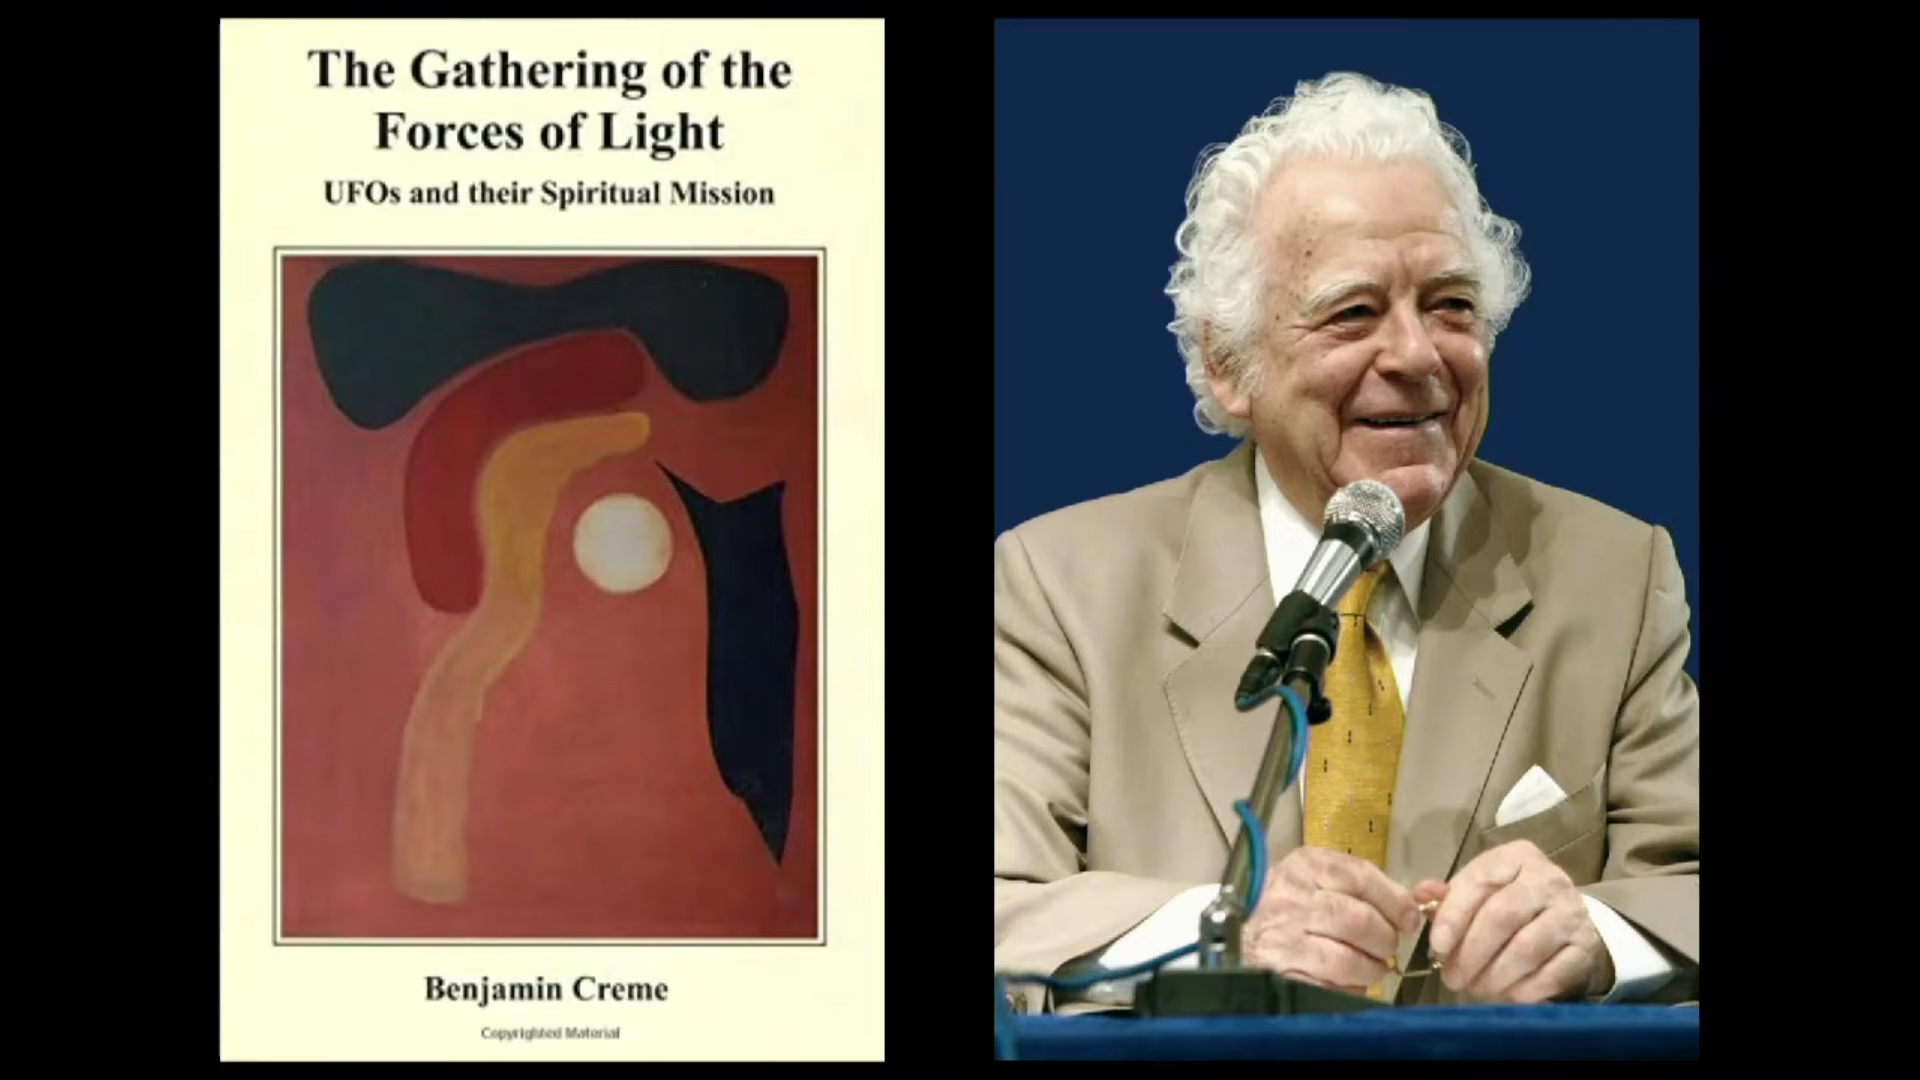 The Gathering of the
Forces of Light
UFOs and their Spiritual Mission
Benjamin Creme
Copyrighted Material